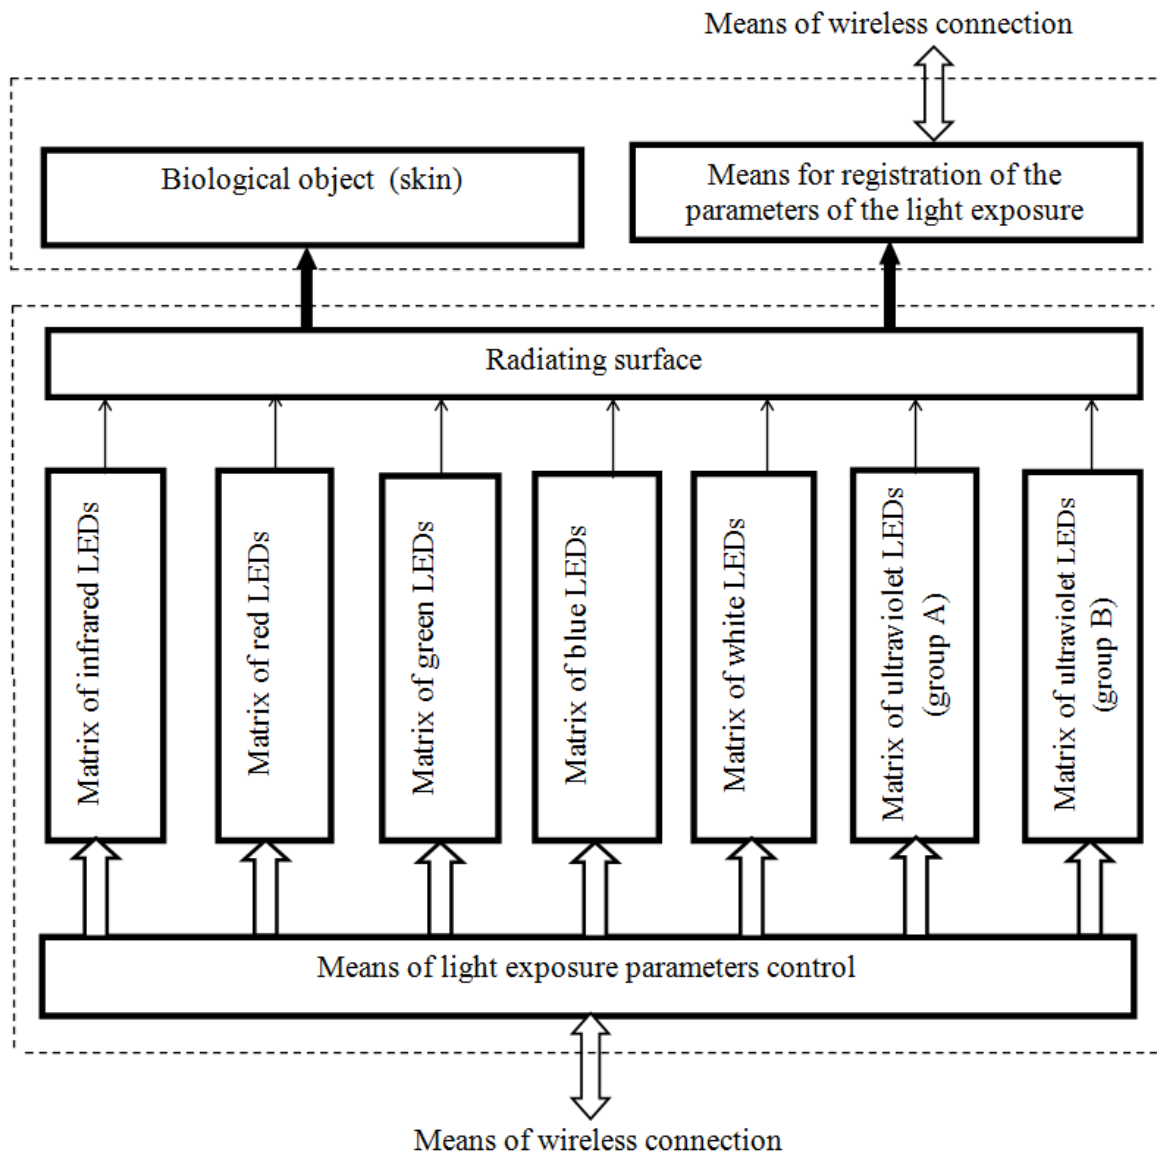 Means of wireless connection
Biological object (skin)
Means for registration of the
parameters of the light exposure
Radiating surface
Matrix of infrared LEDs
Matrix of red LEDs
Matrix of green LEDs
Matrix of blue LEDs
Matrix of white LEDs
Matrix of ultraviolet LEDs
(group A)
Matrix of ultraviolet LEDs
(group B)
Means of light exposure parameters control
Means of wireless connection